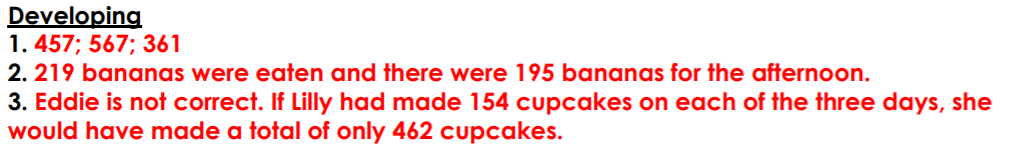 Developing
1. 457; 567; 361
2. 219 bananas were eaten and there were 195 bananas for the afternoon.
3. Eddie is not correct. If Lilly had made 154 cupcakes on each of the three days, she
would have made a total of only 462 cupcakes.